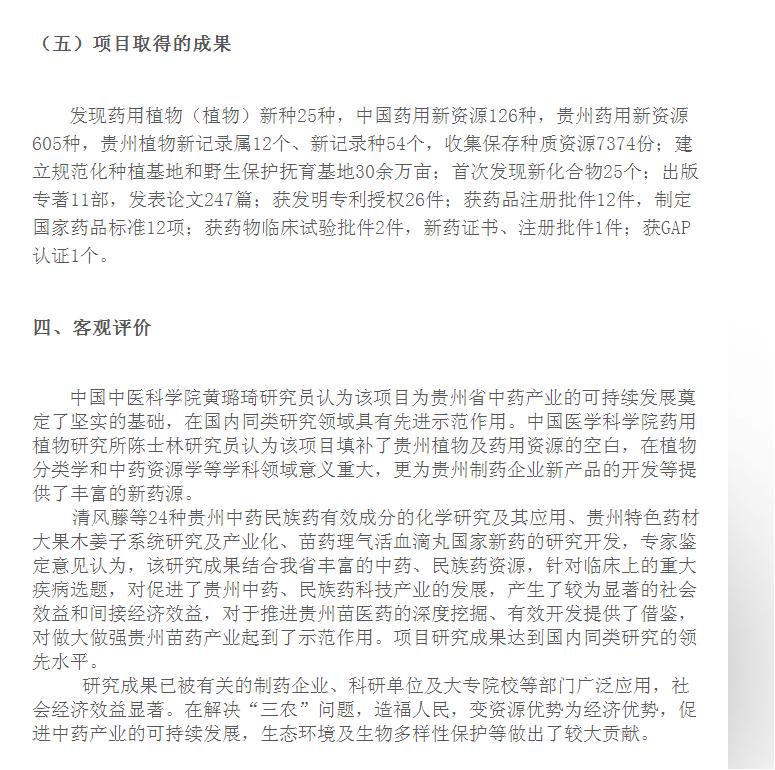 （五）项目取得的成果
发现药用植物（植物）新种25种，中国药用新资源126种，贵州药用新资源
605种，贵州植物新记录属12个、新记录种54个，收集保存种质资源7374份；建
立规范化种植基地和野生保护抚育基地30余万亩；首次发现新化合物25个；出版
专著11部，发表论文247篇；获发明专利授权26件；获药品注册批件12件，制定
国家药品标准12项；获药物临床试验批件2件，新药证书、注册批件1件；获GAP
认证1个。
四、客观评价
中国中医科学院黄璐琦研究员认为该项目为贵州省中药产业的可持续发展奠
定了坚实的基础，在国内同类研究领域具有先进示范作用。中国医学科学院药用
植物研究所陈士林研究员认为该项目填补了贵州植物及药用资源的空白，在植物
分类学和中药资源学等学科领域意义重大，更为贵州制药企业新产品的开发等提
供了丰富的新药源。
清风藤等24种贵州中药民族药有效成分的化学研究及其应用、贵州特色药材
大果木姜子系统研究及产业化、苗药理气活血滴丸国家新药的研究开发，专家鉴
定意见认为，该研究成果结合我省丰富的中药、民族药资源，针对临床上的重大
疾病选题，对促进了贵州中药、民族药科技产业的发展，产生了较为显著的社会
效益和间接经济效益，对于推进贵州苗医药的深度挖掘、有效开发提供了借鉴，
对做大做强贵州苗药产业起到了示范作用。项目研究成果达到国内同类研究的领
先水平。
研究成果已被有关的制药企业、科研单位及大专院校等部门广泛应用，社
会经济效益显著。在解决“三农”问题，造福人民，变资源优势为经济优势，促
进中药产业的可持续发展，生态环境及生物多样性保护等做出了较大贡献。